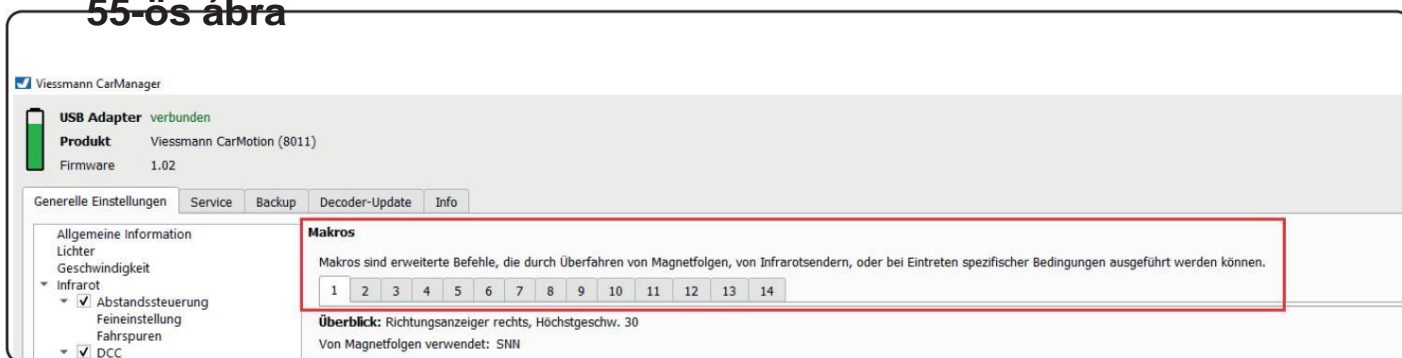 55-ös ábra
Viessmann CarManager
USB Adapter verbunden
Produkt Viessmann CarMotion (8011)
Firmware 1.02
Generelle Einstellungen Service Backup Decoder-Update Info
Allgemeine Information
Lichter
Geschwindigkeit
Infrarot
Abstandssteuerung
Feineinstellung
Fahrspuren
DCC
Makros
Makros sind erweiterte Befehle, die durch Überfahren von Magnetfolgen, von Infrarotsendern, oder bei Eintreten spezifischer Bedingungen ausgeführt werden können.
1 2 3 4 5 6 7 8 9 10 11 12 13 14
Überblick: Richtungsanzeiger rechts, Höchstgeschw. 30
Von Magnetfolgen verwendet: SNN